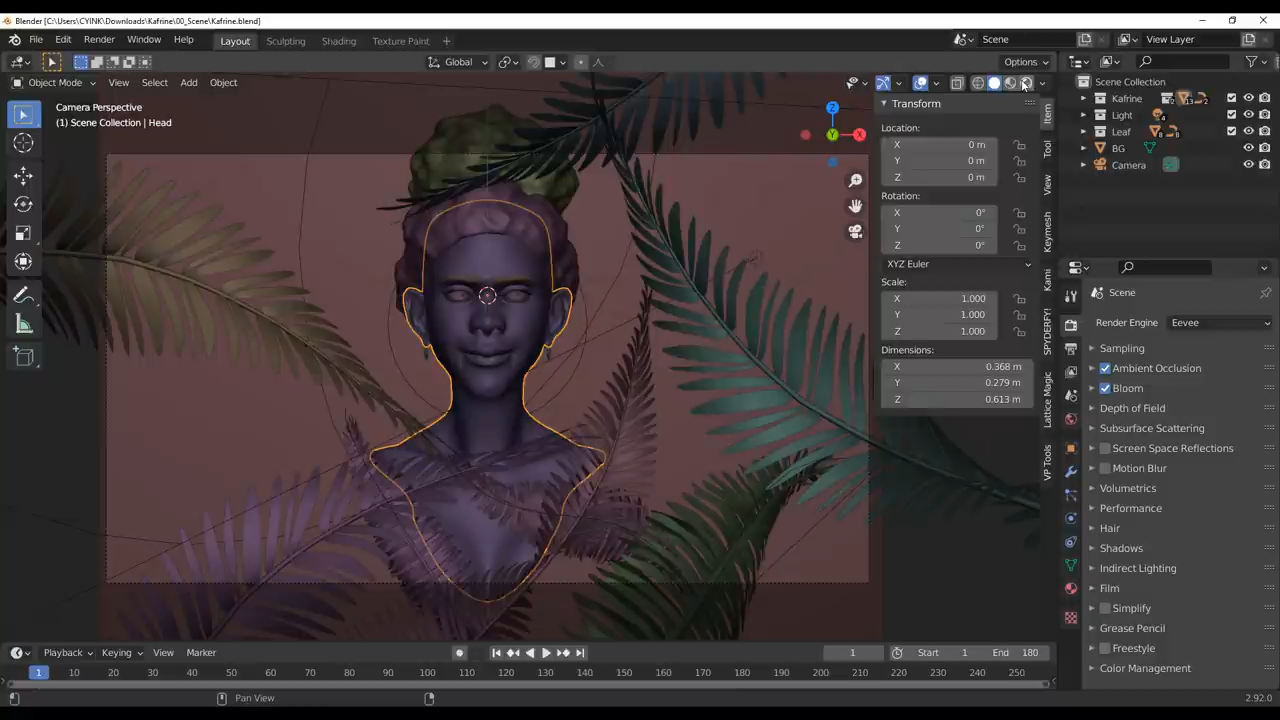 Blender [C:\Users\CYINK\Downloads\Kafrine\00_Scene\Kafrine.blend]
File Edit Render Window Help
Layout Sculpting Shading Texture Paint +
Scene
View Layer
Global
Options
Object Mode View Select Add Object
Camera Perspective
(1) Scene Collection | Head
Z
Y
X
Transform
Location:
X 0 m
Y 0 m
Z 0 m
Rotation:
X 0°
Y 0°
Z 0°
XYZ Euler
Scale:
X 1.000
Y 1.000
Z 1.000
Dimensions:
X 0.368 m
Y 0.279 m
Z 0.613 m
Item
Tool
View
Keymesh
Kami
SPYDERFY!
Lattice Magic
VP Tools
Scene Collection
Kafrine 2 13 2
Light 4
Leaf 8 8
BG
Camera
Scene
Render Engine Eevee
Sampling
Ambient Occlusion
Bloom
Depth of Field
Subsurface Scattering
Screen Space Reflections
Motion Blur
Volumetrics
Performance
Hair
Shadows
Indirect Lighting
Film
Simplify
Grease Pencil
Freestyle
Color Management
Playback Keying View Marker
1 Start 1 End 180
1 10 20 30 40 50 60 70 80 90 100 110 120 130 140 150 160 170 180 190 200 210 220 230 240 250
Pan View
2.92.0